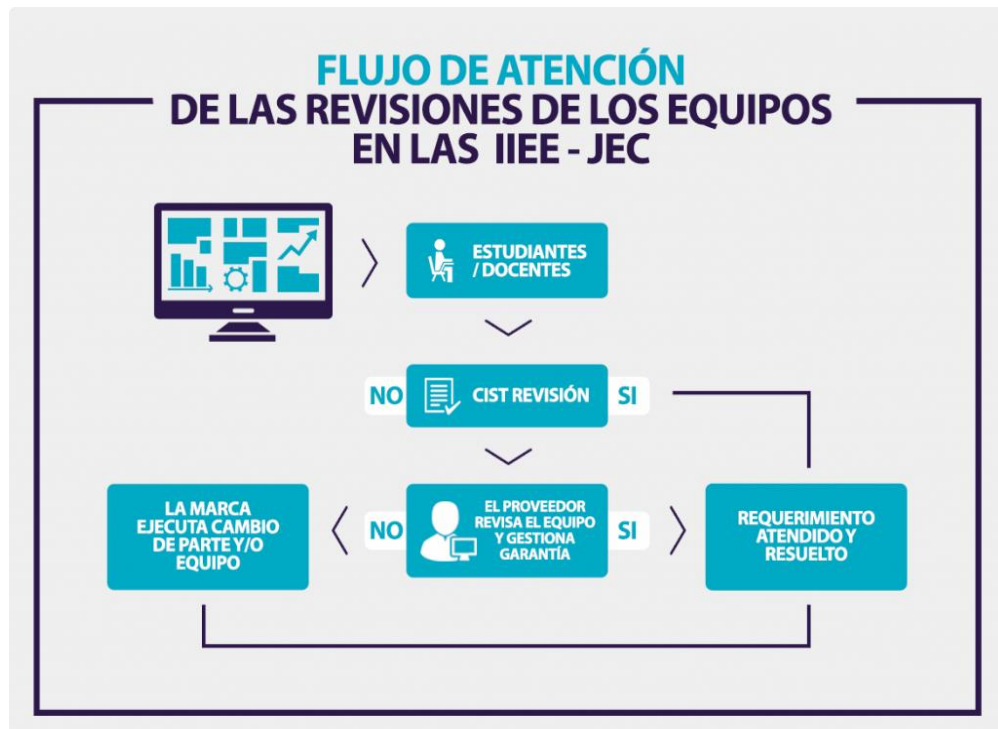 FLUJO DE ATENCIÓN
DE LAS REVISIONES DE LOS EQUIPOS
EN LAS IIEE - JEC
ESTUDIANTES
/ DOCENTES
NO
CIST REVISIÓN
SI
LA MARCA
EJECUTA CAMBIO
DE PARTE Y/O
EQUIPO
NO
EL PROVEEDOR
REVISA EL EQUIPO
Y GESTIONA
GARANTÍA
SI
REQUERIMIENTO
ATENDIDO Y
RESUELTO